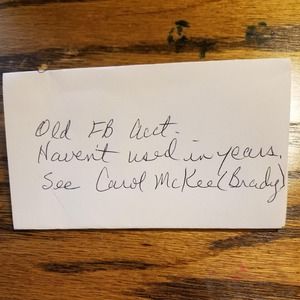 Old FB Acct.
Haven't used in years.
See Carol McKee (Brady)